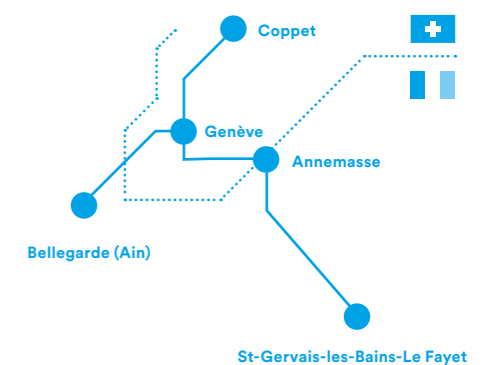 Coppet
Genève
Annemasse
Bellegarde (Ain)
St-Gervais-les-Bains-Le Fayet